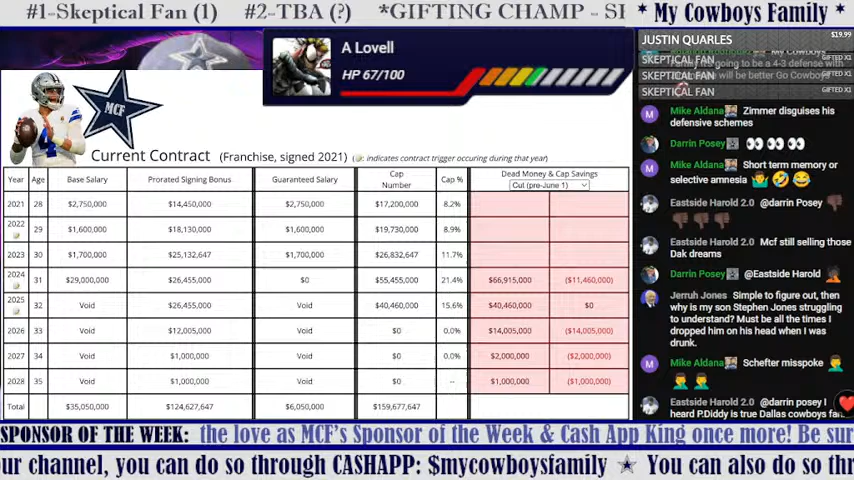 #1-Skeptical Fan (1) #2-TBA (?) *GIFTING CHAMP - SK
* My Cowboys Family *
JUSTIN QUARLES $19.99
SKEPTICAL FAN GIFTED X1
SKEPTICAL FAN GIFTED X1
SKEPTICAL FAN GIFTED X1
A Lovell
HP 67/100
MCF
Current Contract (Franchise, signed 2021) ( : indicates contract trigger occuring during that year)
Year Age Base Salary Prorated Signing Bonus Guaranteed Salary Cap Number Cap % Dead Money & Cap Savings
Cut (pre-June 1)
2021 28 $2,750,000 $14,450,000 $2,750,000 $17,200,000 8.2%
2022 29 $1,600,000 $18,130,000 $1,600,000 $19,730,000 8.9%
2023 30 $1,700,000 $25,132,647 $1,700,000 $26,832,647 11.7%
2024 31 $29,000,000 $26,455,000 $0 $55,455,000 21.4% $66,915,000 ($11,460,000)
2025 32 Void $26,455,000 Void $40,460,000 15.6% $40,460,000 $0
2026 33 Void $12,005,000 Void $0 0.0% $14,005,000 ($14,005,000)
2027 34 Void $1,000,000 Void $0 0.0% $2,000,000 ($2,000,000)
2028 35 Void $1,000,000 Void $0 -- $1,000,000 ($1,000,000)
Total $35,050,000 $124,627,647 $6,050,000 $159,677,647
Mike Aldana Zimmer disguises his
defensive schemes
Darrin Posey 👀 👀 👀
Mike Aldana Short term memory or
selective amnesia 🤷‍♂️🤣😂
Eastside Harold 2.0 @darrin Posey 👎🏿
👎🏿👎🏿👎🏿
Eastside Harold 2.0 Mcf still selling those
Dak dreams
Darrin Posey @Eastside Harold
Jerruh Jones Simple to figure out, then
why is my son Stephen Jones struggling
to understand? Must be all the times I
dropped him on his head when I was
drunk.
Mike Aldana Schefter misspoke 🤦‍♂️
🤦‍♂️🤦‍♂️
Eastside Harold 2.0 @darrin posey I
heard P.Diddy is true Dallas cowboys fan
SPONSOR OF THE WEEK: the love as MCF's Sponsor of the Week & Cash App King once more! Be sur
our channel, you can do so through CASHAPP: $mycowboysfamily You can also do so thr